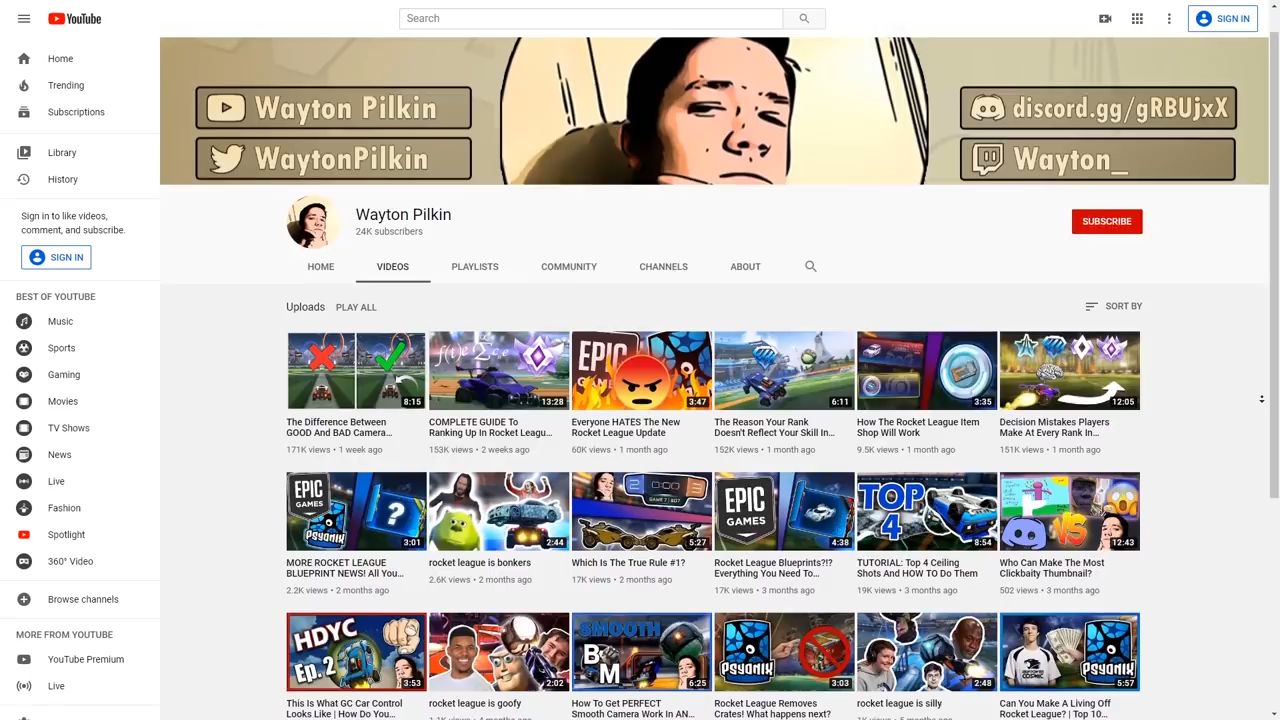 YouTube
Search
SIGN IN
Home
Trending
Subscriptions
Library
History
Sign in to like videos,
comment, and subscribe.
SIGN IN
BEST OF YOUTUBE
Music
Sports
Gaming
Movies
TV Shows
News
Live
Fashion
Spotlight
360° Video
Browse channels
MORE FROM YOUTUBE
YouTube Premium
Live
Wayton Pilkin
WaytonPilkin
discord.gg/gRBUjxX
Wayton_
Wayton Pilkin
24K subscribers
SUBSCRIBE
HOME
VIDEOS
PLAYLISTS
COMMUNITY
CHANNELS
ABOUT
Uploads
PLAY ALL
SORT BY
8:15
The Difference Between
GOOD And BAD Camera...
171K views • 1 week ago
13:28
COMPLETE GUIDE To
Ranking Up In Rocket Leagu...
153K views • 2 weeks ago
EPIC
GAMES
3:47
Everyone HATES The New
Rocket League Update
60K views • 1 month ago
6:11
The Reason Your Rank
Doesn't Reflect Your Skill In...
152K views • 1 month ago
3:35
How The Rocket League Item
Shop Will Work
9.5K views • 1 month ago
12:05
Decision Mistakes Players
Make At Every Rank In...
151K views • 1 month ago
EPIC
GAMES
PSYONIX
?
3:01
MORE ROCKET LEAGUE
BLUEPRINT NEWS! All You...
2.2K views • 2 months ago
2:44
rocket league is bonkers
2.6K views • 2 months ago
5:27
Which Is The True Rule #1?
17K views • 2 months ago
EPIC
GAMES
4:38
Rocket League Blueprints?!?
Everything You Need To...
17K views • 3 months ago
TOP
4
8:54
TUTORIAL: Top 4 Ceiling
Shots And HOW TO Do Them
19K views • 3 months ago
VS
12:43
Who Can Make The Most
Clickbaity Thumbnail?
502 views • 3 months ago
HDYC
Ep. 2
3:53
This Is What GC Car Control
Looks Like | How Do You...
2:02
rocket league is goofy
SMOOTH
B
M
6:25
How To Get PERFECT
Smooth Camera Work In AN...
PSYONIX
3:03
Rocket League Removes
Crates! What happens next?
2:48
rocket league is silly
PSYONIX
5:57
Can You Make A Living Off
Rocket League? | Top 10...